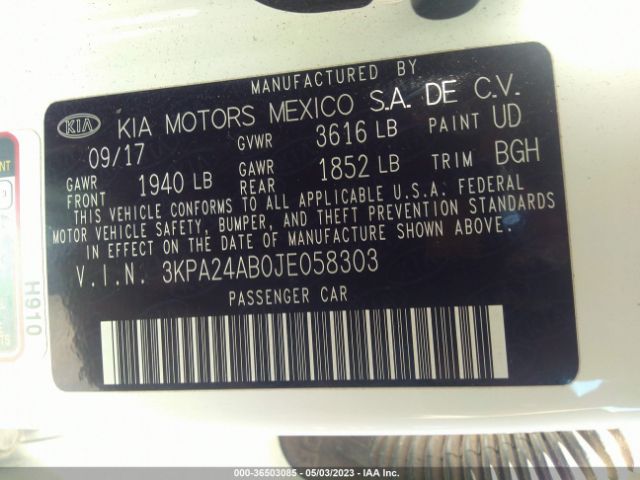 MANUFACTURED BY
KIA KIA MOTORS MEXICO S.A. DE C.V.
09/17 GVWR 3616 LB PAINT UD
GAWR FRONT 1940 LB GAWR REAR 1852 LB TRIM BGH
THIS VEHICLE CONFORMS TO ALL APPLICABLE U.S.A. FEDERAL
MOTOR VEHICLE SAFETY, BUMPER, AND THEFT PREVENTION STANDARDS
IN EFFECT ON THE DATE OF MANUFACTURE SHOWN ABOVE.
V.I.N. 3KPA24AB0JE058303
PASSENGER CAR
H910
000-36503085 - 05/03/2023 - IAA Inc.